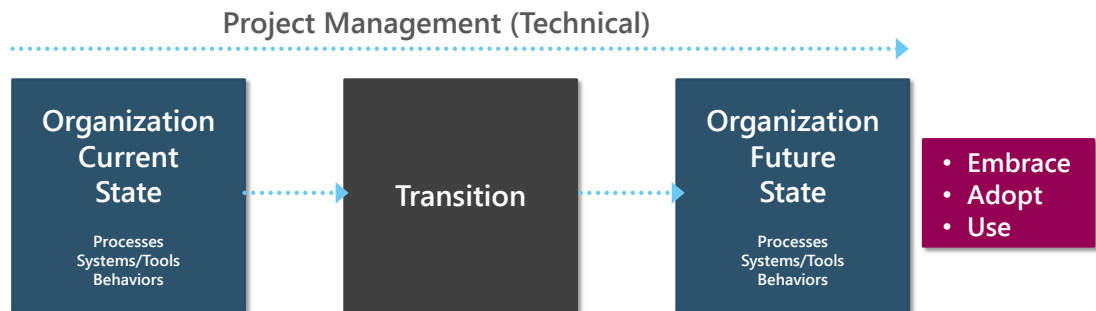 Project Management (Technical)
Organization
Current
State
Processes
Systems/Tools
Behaviors
Transition
Organization
Future
State
Processes
Systems/Tools
Behaviors
• Embrace
• Adopt
• Use